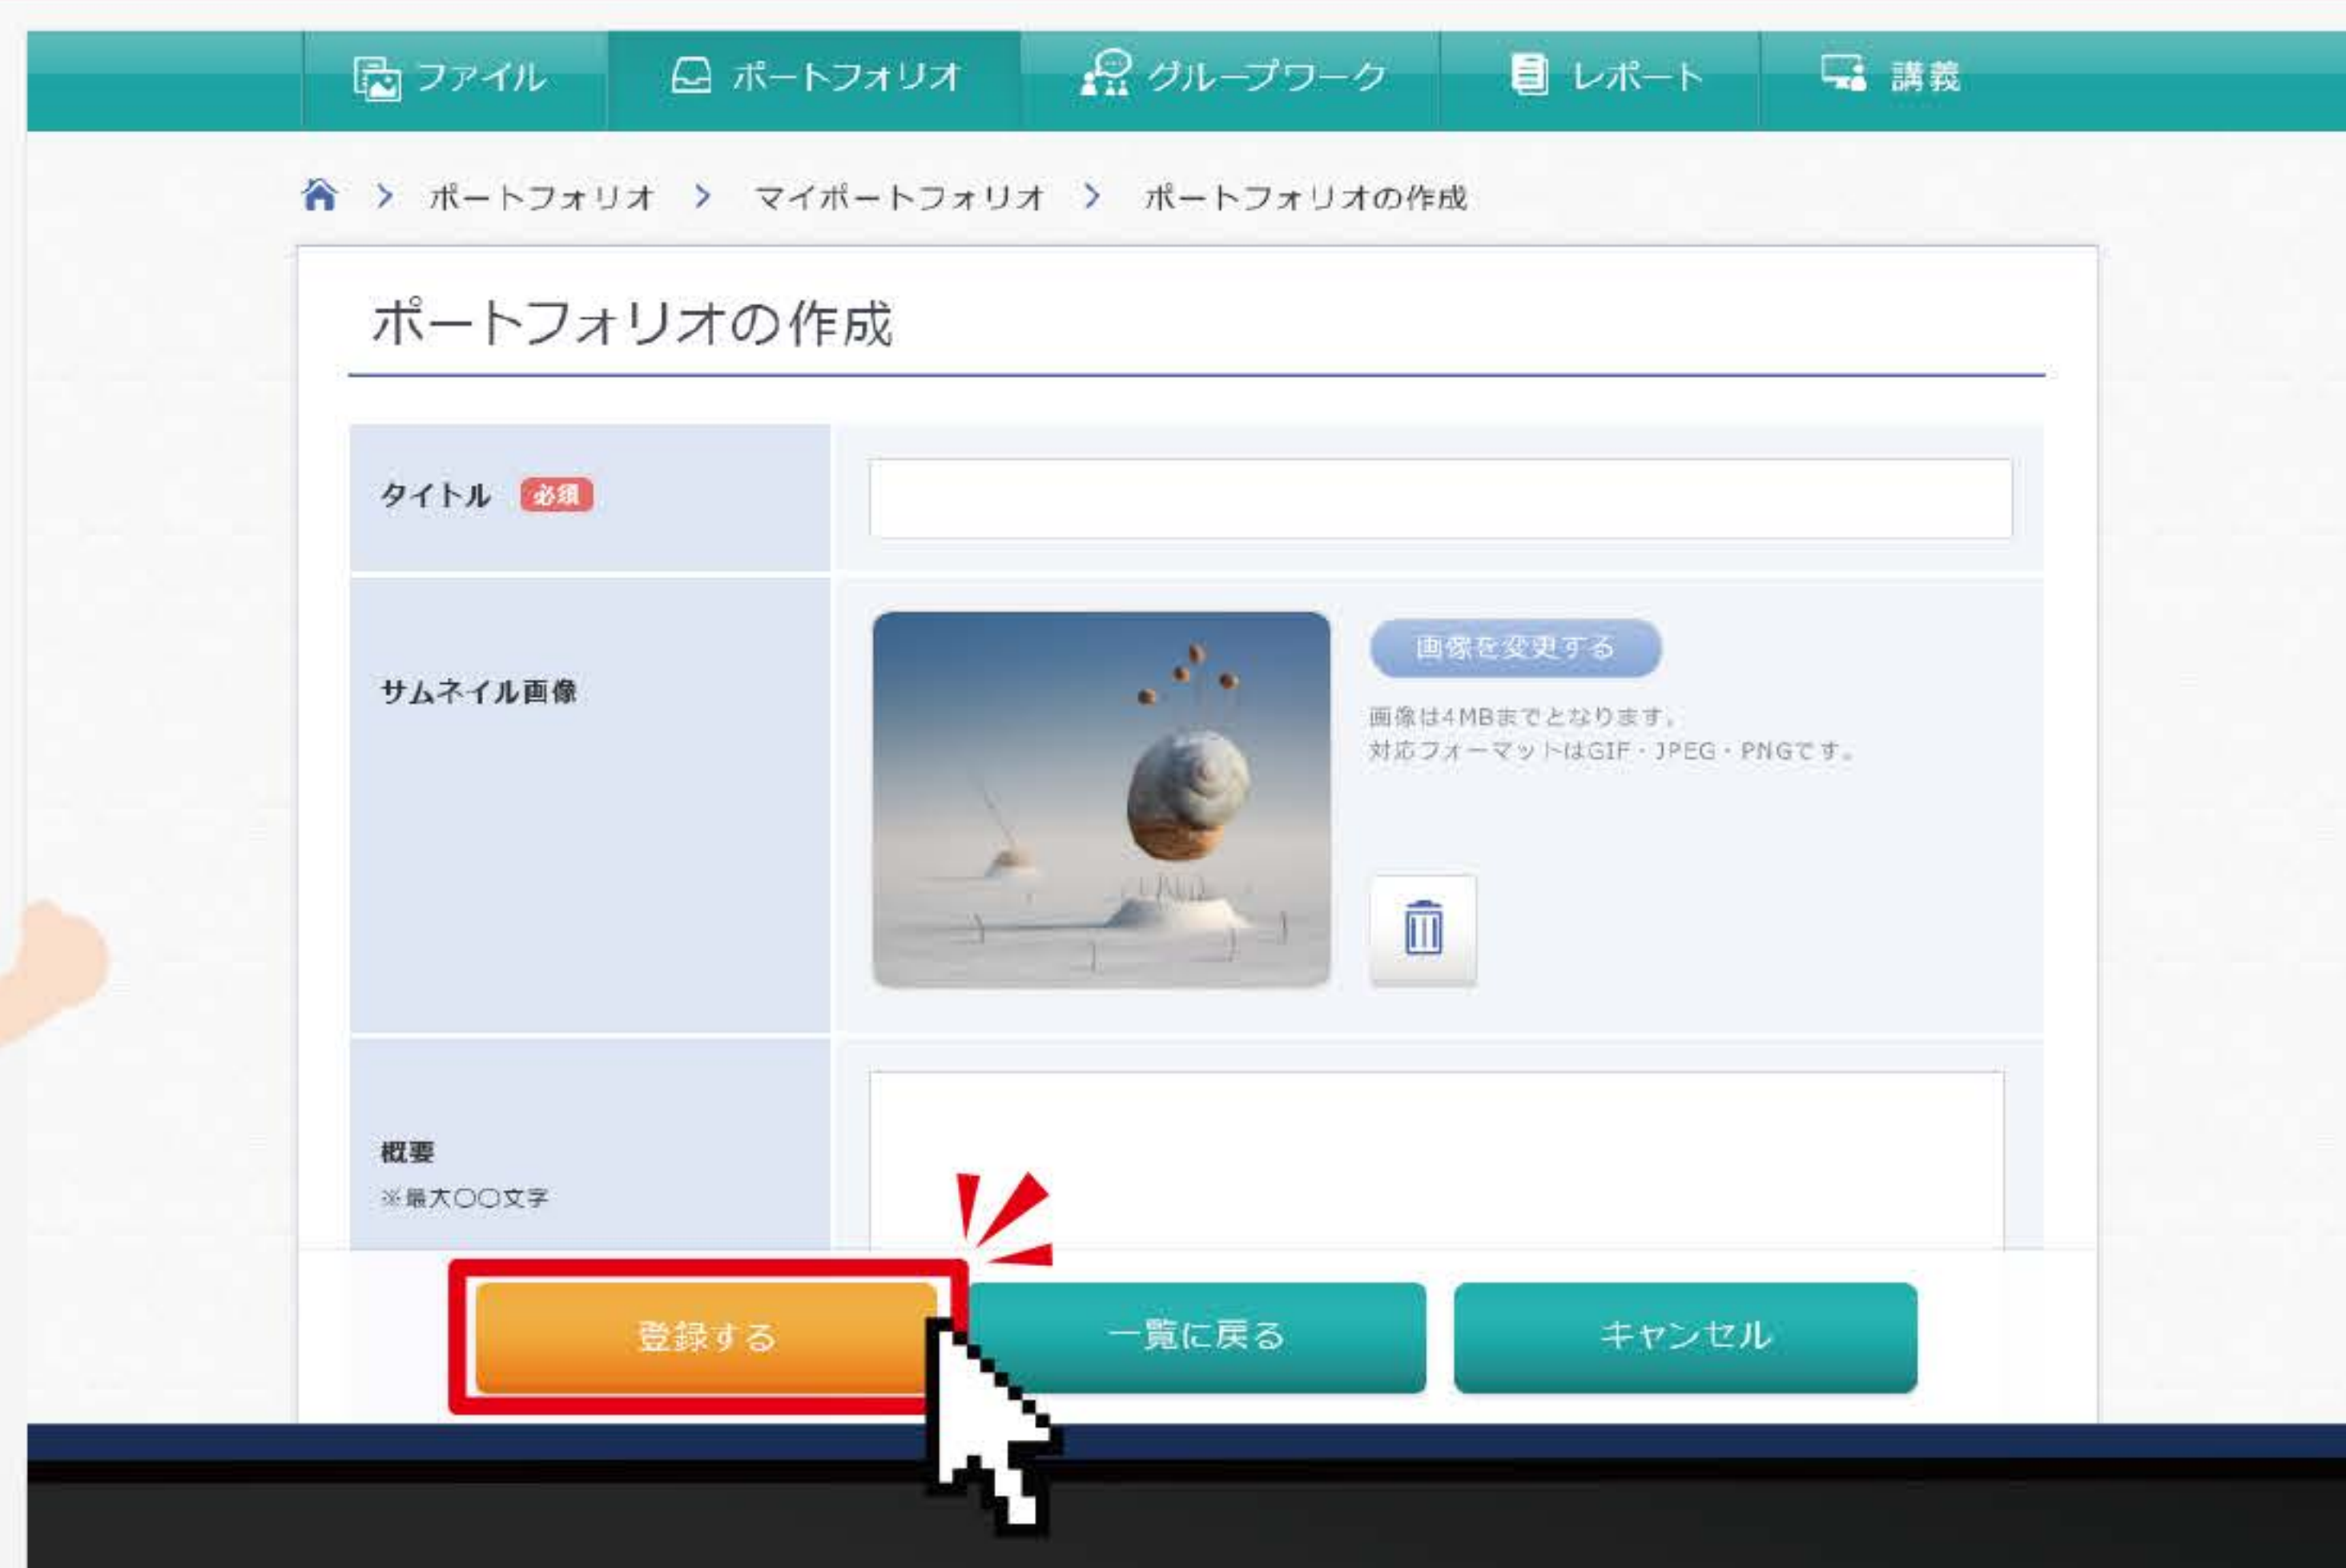 ファイル ポートフォリオ グループワーク レポート 講義
> ポートフォリオ > マイポートフォリオ > ポートフォリオの作成
ポートフォリオの作成
タイトル 必須
サムネイル画像
画像を変更する
画像は4MBまでとなります。
対応フォーマットはGIF・JPEG・PNGです。
概要
※最大〇〇文字
登録する 一覧に戻る キャンセル